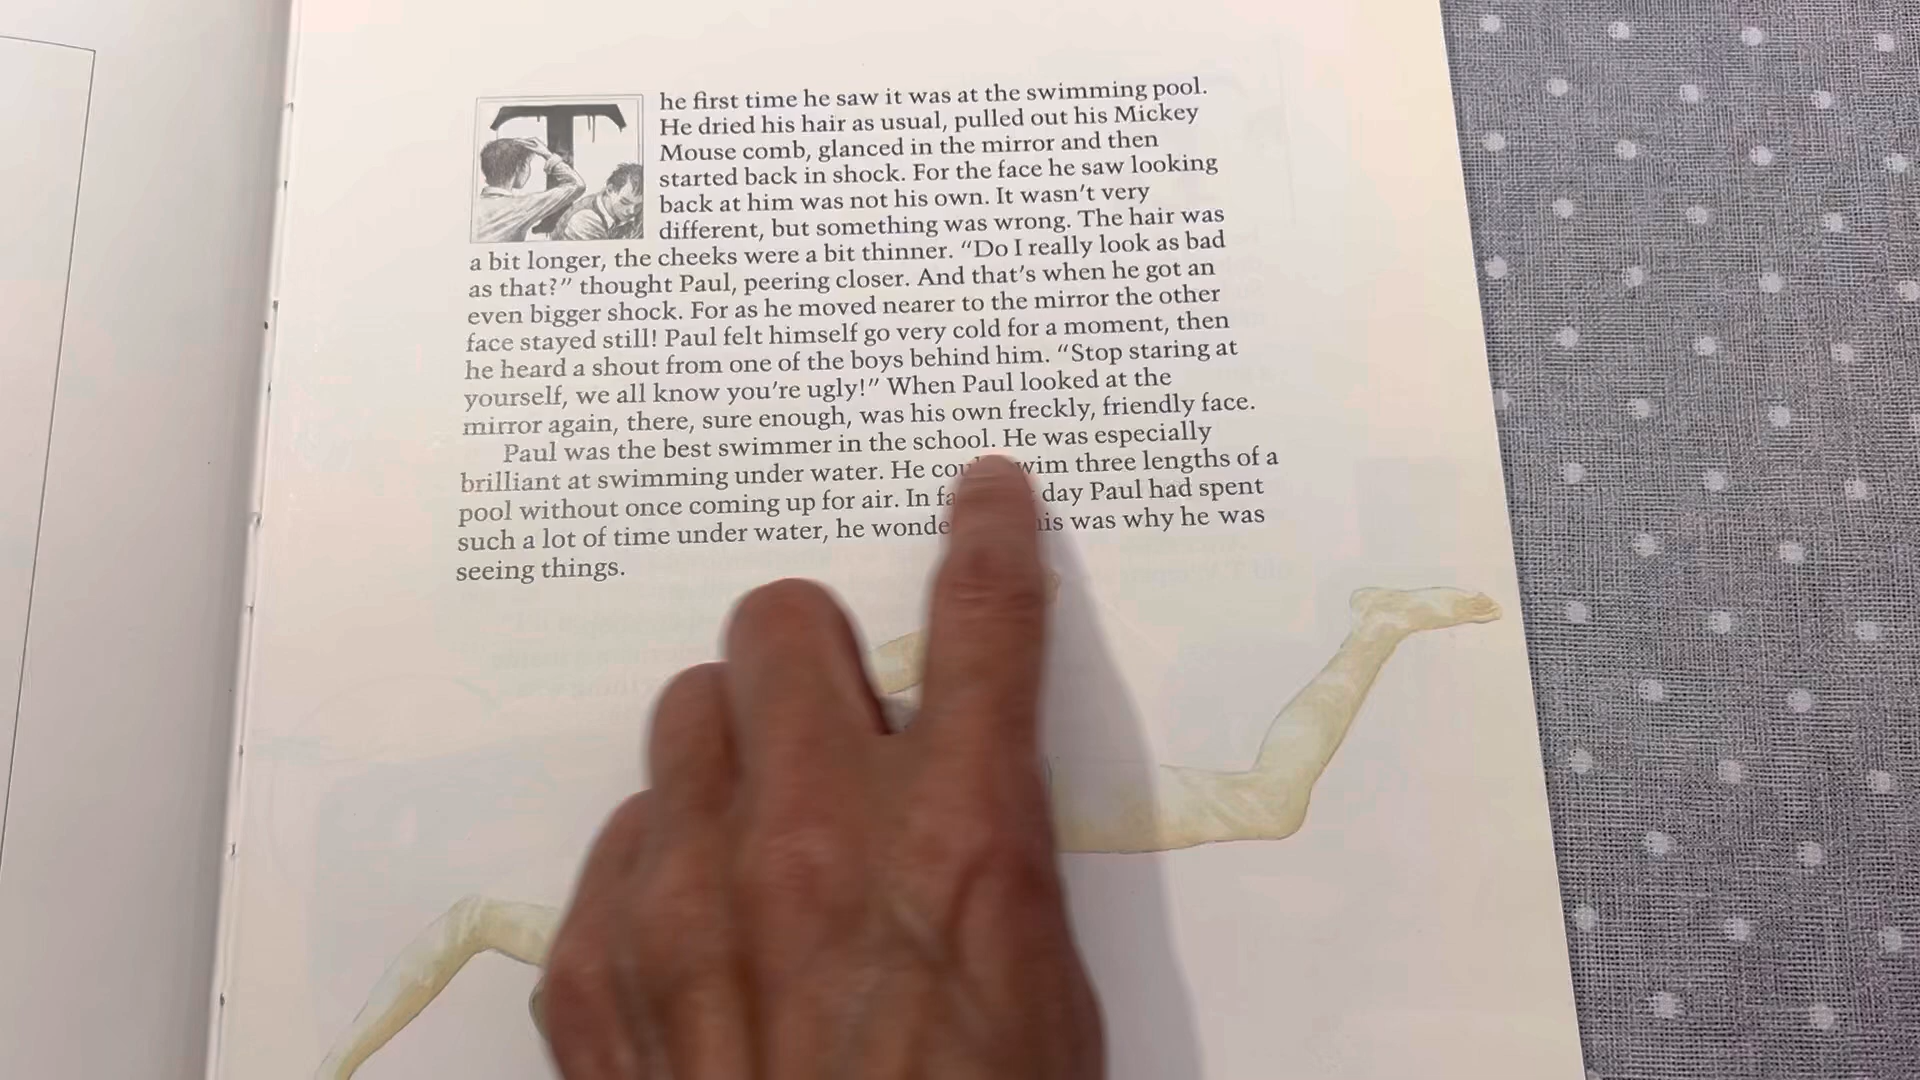 The first time he saw it was at the swimming pool.
He dried his hair as usual, pulled out his Mickey
Mouse comb, glanced in the mirror and then
started back in shock. For the face he saw looking
back at him was not his own. It wasn't very
different, but something was wrong. The hair was
a bit longer, the cheeks were a bit thinner. “Do I really look as bad
as that?” thought Paul, peering closer. And that's when he got an
even bigger shock. For as he moved nearer to the mirror the other
face stayed still! Paul felt himself go very cold for a moment, then
he heard a shout from one of the boys behind him. “Stop staring at
yourself, we all know you're ugly!” When Paul looked at the
mirror again, there, sure enough, was his own freckly, friendly face.
Paul was the best swimmer in the school. He was especially
brilliant at swimming under water. He three lengths of a
pool without once coming up for air. In day Paul had spent
such a lot of time under water, he was why he was
seeing things.